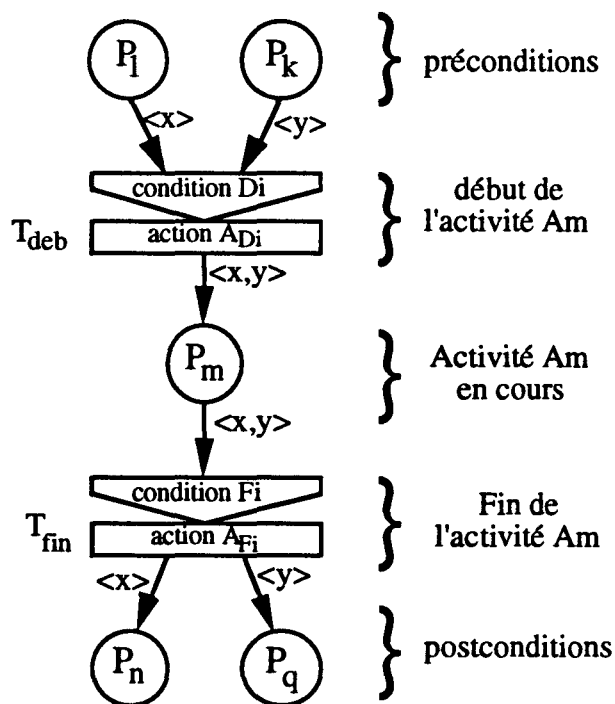 P_l P_k préconditions
<x> <y>
condition Di
T_deb action A_Di
début de
l'activité Am
<x,y>
P_m
Activité Am
en cours
<x,y>
condition Fi
T_fin action A_Fi
Fin de
l'activité Am
<x> <y>
P_n P_q postconditions